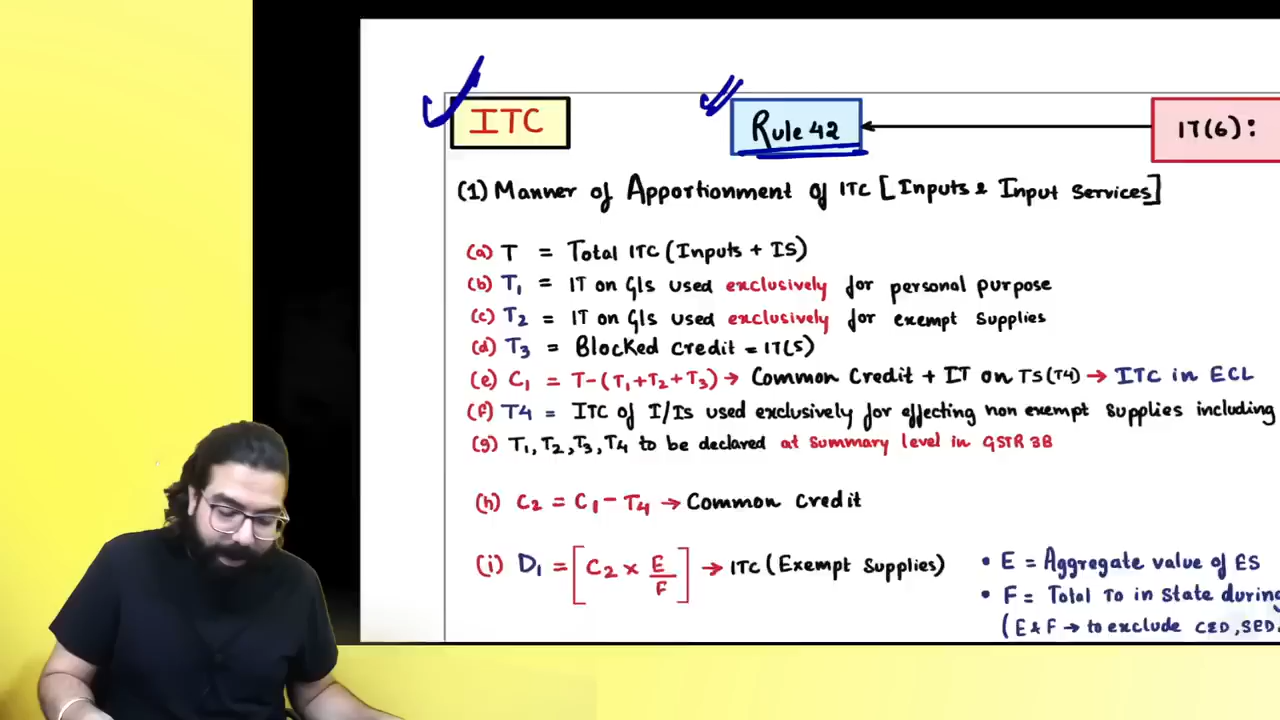 ITC
Rule 42
IT(6):
(1) Manner of Apportionment of ITC [Inputs & Input Services]
(a) T = Total ITC (Inputs + IS)
(b) T1 = IT on GIs used exclusively for personal purpose
(c) T2 = IT on GIs used exclusively for exempt supplies
(d) T3 = Blocked credit = IT(5)
(e) C1 = T-(T1+T2+T3) → Common Credit + IT on TS(T4) → ITC in ECL
(f) T4 = ITC of I/Is used exclusively for effecting non exempt supplies including
(g) T1, T2, T3, T4 to be declared at summary level in GSTR 3B
(h) C2 = C1 - T4 → Common Credit
(i) D1 = [C2 × E/F] → ITC (Exempt Supplies)
• E = Aggregate value of ES
• F = Total TO in state during
(E & F → to exclude CED, SED,